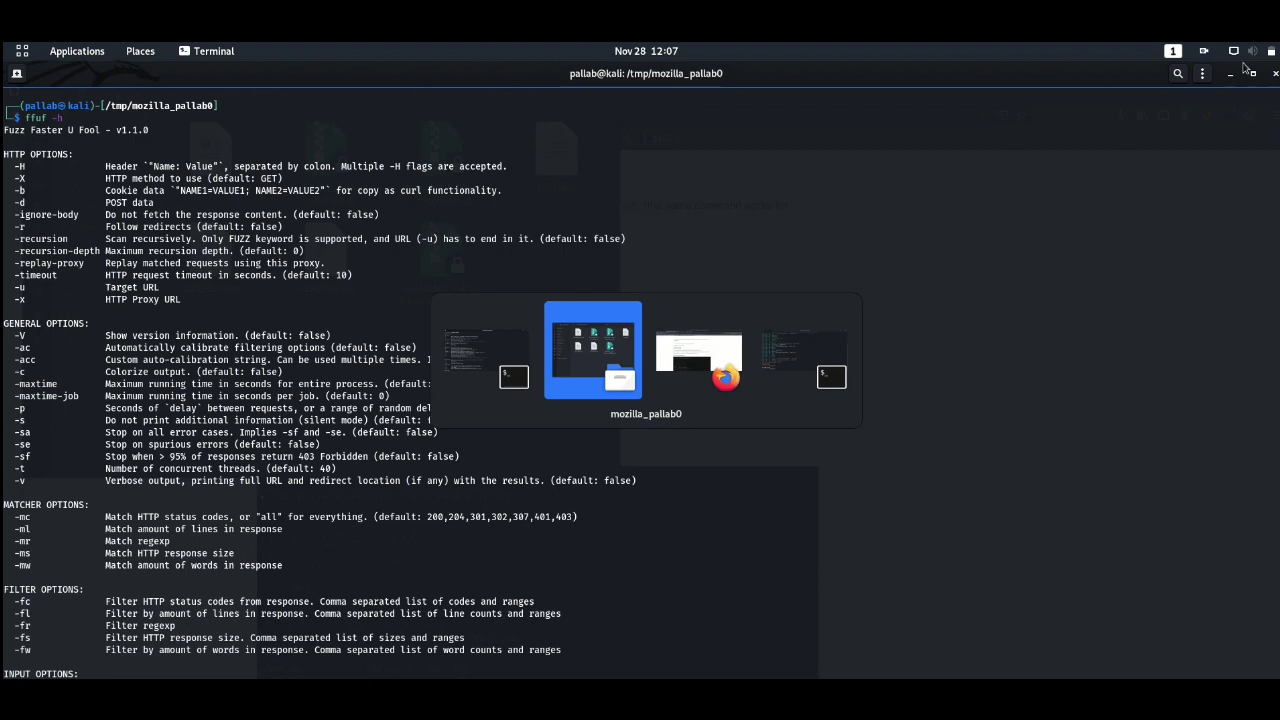 Applications Places Terminal Nov 28 12:07 1
pallab@kali: /tmp/mozilla_pallab0
(pallab㉿kali)-[/tmp/mozilla_pallab0]
ffuf -h
Fuzz Faster U Fool - v1.1.0
HTTP OPTIONS:
-H Header `"Name: Value"`, separated by colon. Multiple -H flags are accepted.
-X HTTP method to use (default: GET)
-b Cookie data `"NAME1=VALUE1; NAME2=VALUE2"` for copy as curl functionality.
-d POST data
-ignore-body Do not fetch the response content. (default: false)
-r Follow redirects (default: false)
-recursion Scan recursively. Only FUZZ keyword is supported, and URL (-u) has to end in it. (default: false)
-recursion-depth Maximum recursion depth. (default: 0)
-replay-proxy Replay matched requests using this proxy.
-timeout HTTP request timeout in seconds. (default: 10)
-u Target URL
-x HTTP Proxy URL
GENERAL OPTIONS:
-V Show version information. (default: false)
-ac Automatically calibrate filtering options (default: false)
-acc Custom auto-calibration string. Can be used multiple times.
-c Colorize output. (default: false)
-maxtime Maximum running time in seconds for entire process. (default:
-maxtime-job Maximum running time in seconds per job. (default: 0)
-p Seconds of `delay` between requests, or a range of random del
-s Do not print additional information (silent mode) (default:
-sa Stop on all error cases. Implies -sf and -se. (default: false)
-se Stop on spurious errors (default: false)
-sf Stop when > 95% of responses return 403 Forbidden (default: false)
-t Number of concurrent threads. (default: 40)
-v Verbose output, printing full URL and redirect location (if any) with the results. (default: false)
mozilla_pallab0
MATCHER OPTIONS:
-mc Match HTTP status codes, or "all" for everything. (default: 200,204,301,302,307,401,403)
-ml Match amount of lines in response
-mr Match regexp
-ms Match HTTP response size
-mw Match amount of words in response
FILTER OPTIONS:
-fc Filter HTTP status codes from response. Comma separated list of codes and ranges
-fl Filter by amount of lines in response. Comma separated list of line counts and ranges
-fr Filter regexp
-fs Filter HTTP response size. Comma separated list of sizes and ranges
-fw Filter by amount of words in response. Comma separated list of word counts and ranges
INPUT OPTIONS: